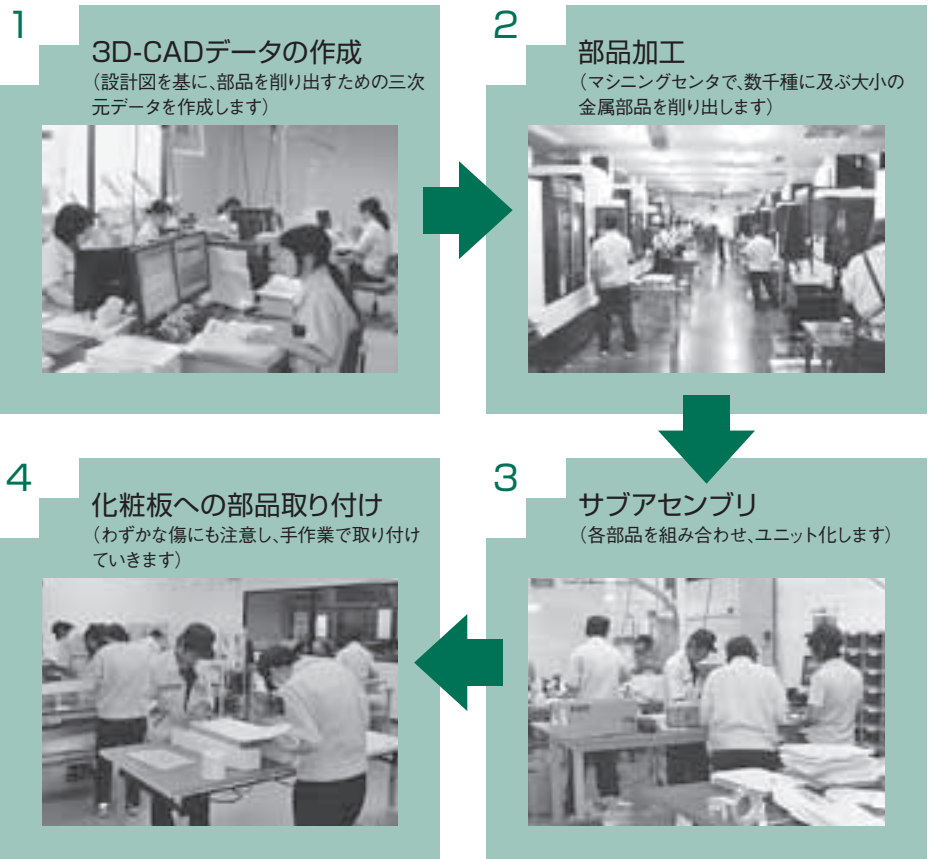 1
3D-CADデータの作成
（設計図を基に、部品を削り出すための三次
元データを作成します）
2
部品加工
（マシニングセンタで、数千種に及ぶ大小の
金属部品を削り出します）
3
サブアセンブリ
（各部品を組み合わせ、ユニット化します）
4
化粧板への部品取り付け
（わずかな傷にも注意し、手作業で取り付け
ていきます）